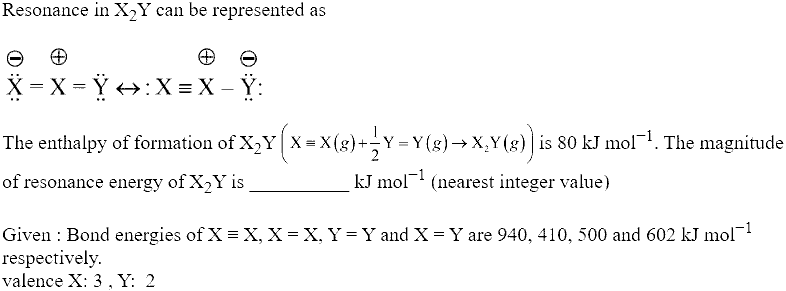 Resonance in X₂Y can be represented as
⊖ ⊕ ⊕ ⊖
Ẍ = X = Ÿ ↔ : X ≡ X – Ÿ:
The enthalpy of formation of X₂Y (X ≡ X(g) + 1/2 Y = Y(g) → X₂Y(g)) is 80 kJ mol⁻¹. The magnitude
of resonance energy of X₂Y is __________ kJ mol⁻¹ (nearest integer value)
Given : Bond energies of X ≡ X, X = X, Y = Y and X = Y are 940, 410, 500 and 602 kJ mol⁻¹
respectively.
valence X: 3 , Y: 2